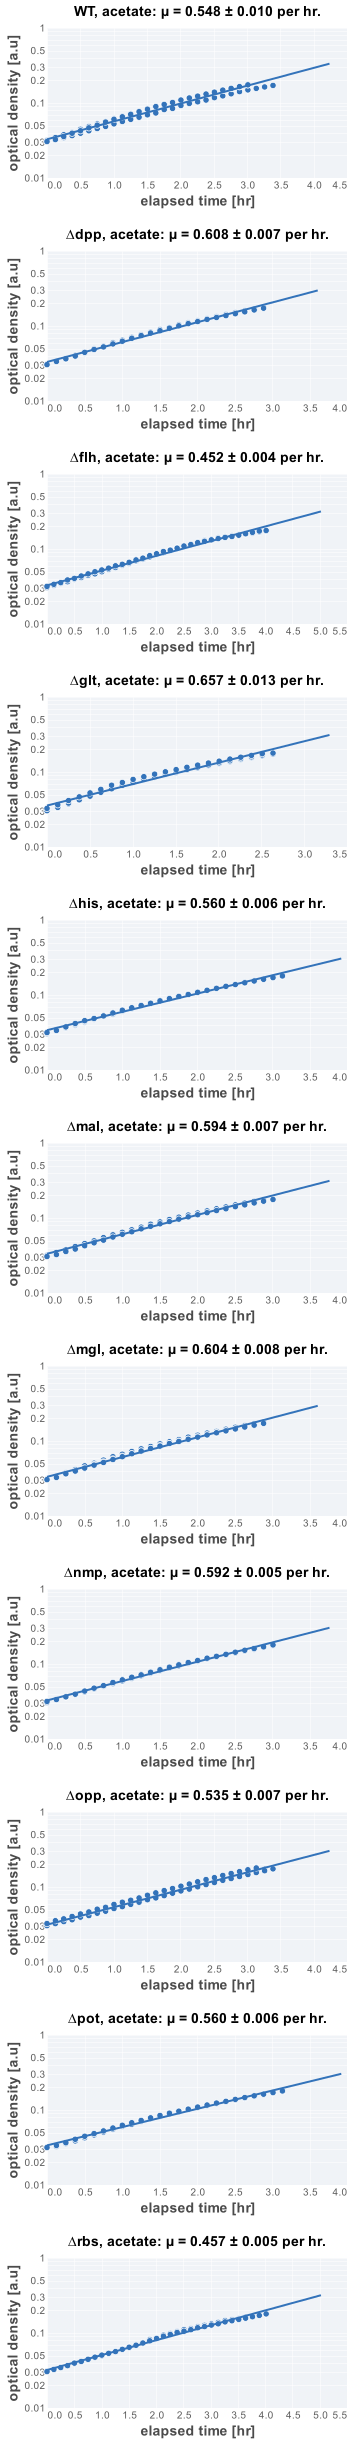 WT, acetate: μ = 0.548 ± 0.010 per hr.
optical density [a.u]
1
0.5
0.3
0.2
0.1
0.05
0.03
0.02
0.01
0.0 0.5 1.0 1.5 2.0 2.5 3.0 3.5 4.0 4.5
elapsed time [hr]
Δdpp, acetate: μ = 0.608 ± 0.007 per hr.
optical density [a.u]
1
0.5
0.3
0.2
0.1
0.05
0.03
0.02
0.01
0.0 0.5 1.0 1.5 2.0 2.5 3.0 3.5 4.0
elapsed time [hr]
Δflh, acetate: μ = 0.452 ± 0.004 per hr.
optical density [a.u]
1
0.5
0.3
0.2
0.1
0.05
0.03
0.02
0.01
0.0 0.5 1.0 1.5 2.0 2.5 3.0 3.5 4.0 4.5 5.0 5.5
elapsed time [hr]
Δglt, acetate: μ = 0.657 ± 0.013 per hr.
optical density [a.u]
1
0.5
0.3
0.2
0.1
0.05
0.03
0.02
0.01
0.0 0.5 1.0 1.5 2.0 2.5 3.0 3.5
elapsed time [hr]
Δhis, acetate: μ = 0.560 ± 0.006 per hr.
optical density [a.u]
1
0.5
0.3
0.2
0.1
0.05
0.03
0.02
0.01
0.0 0.5 1.0 1.5 2.0 2.5 3.0 3.5 4.0
elapsed time [hr]
Δmal, acetate: μ = 0.594 ± 0.007 per hr.
optical density [a.u]
1
0.5
0.3
0.2
0.1
0.05
0.03
0.02
0.01
0.0 0.5 1.0 1.5 2.0 2.5 3.0 3.5 4.0
elapsed time [hr]
Δmgl, acetate: μ = 0.604 ± 0.008 per hr.
optical density [a.u]
1
0.5
0.3
0.2
0.1
0.05
0.03
0.02
0.01
0.0 0.5 1.0 1.5 2.0 2.5 3.0 3.5 4.0
elapsed time [hr]
Δnmp, acetate: μ = 0.592 ± 0.005 per hr.
optical density [a.u]
1
0.5
0.3
0.2
0.1
0.05
0.03
0.02
0.01
0.0 0.5 1.0 1.5 2.0 2.5 3.0 3.5 4.0
elapsed time [hr]
Δopp, acetate: μ = 0.535 ± 0.007 per hr.
optical density [a.u]
1
0.5
0.3
0.2
0.1
0.05
0.03
0.02
0.01
0.0 0.5 1.0 1.5 2.0 2.5 3.0 3.5 4.0 4.5
elapsed time [hr]
Δpot, acetate: μ = 0.560 ± 0.006 per hr.
optical density [a.u]
1
0.5
0.3
0.2
0.1
0.05
0.03
0.02
0.01
0.0 0.5 1.0 1.5 2.0 2.5 3.0 3.5 4.0
elapsed time [hr]
Δrbs, acetate: μ = 0.457 ± 0.005 per hr.
optical density [a.u]
1
0.5
0.3
0.2
0.1
0.05
0.03
0.02
0.01
0.0 0.5 1.0 1.5 2.0 2.5 3.0 3.5 4.0 4.5 5.0 5.5
elapsed time [hr]